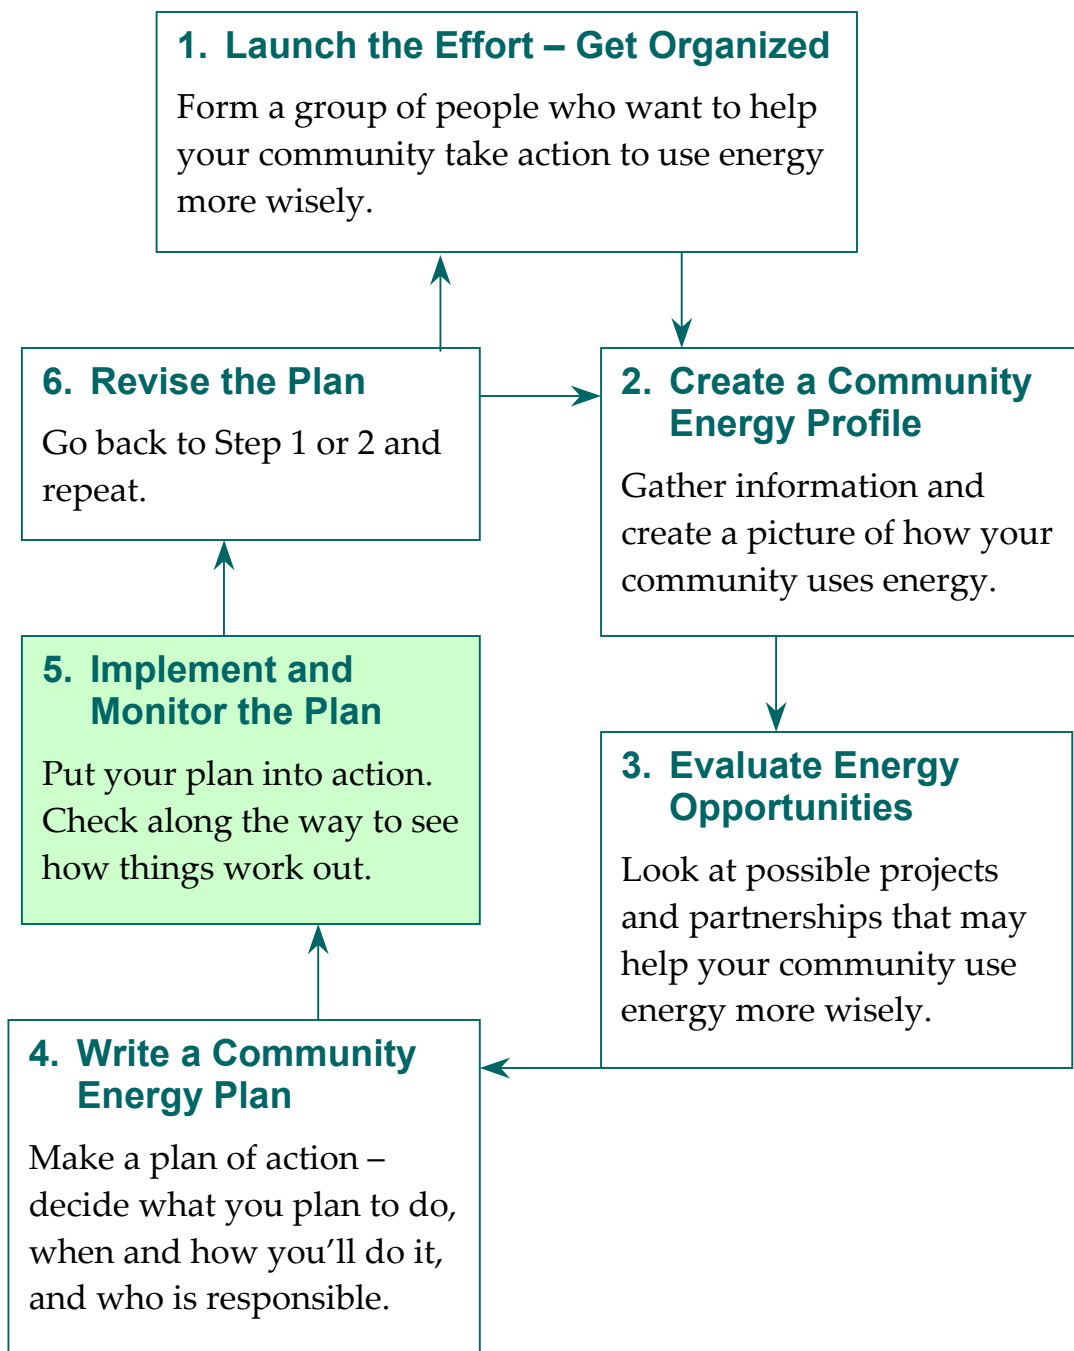 1. Launch the Effort – Get Organized
Form a group of people who want to help
your community take action to use energy
more wisely.
6. Revise the Plan
Go back to Step 1 or 2 and
repeat.
2. Create a Community
Energy Profile
Gather information and
create a picture of how your
community uses energy.
5. Implement and
Monitor the Plan
Put your plan into action.
Check along the way to see
how things work out.
3. Evaluate Energy
Opportunities
Look at possible projects
and partnerships that may
help your community use
energy more wisely.
4. Write a Community
Energy Plan
Make a plan of action –
decide what you plan to do,
when and how you’ll do it,
and who is responsible.